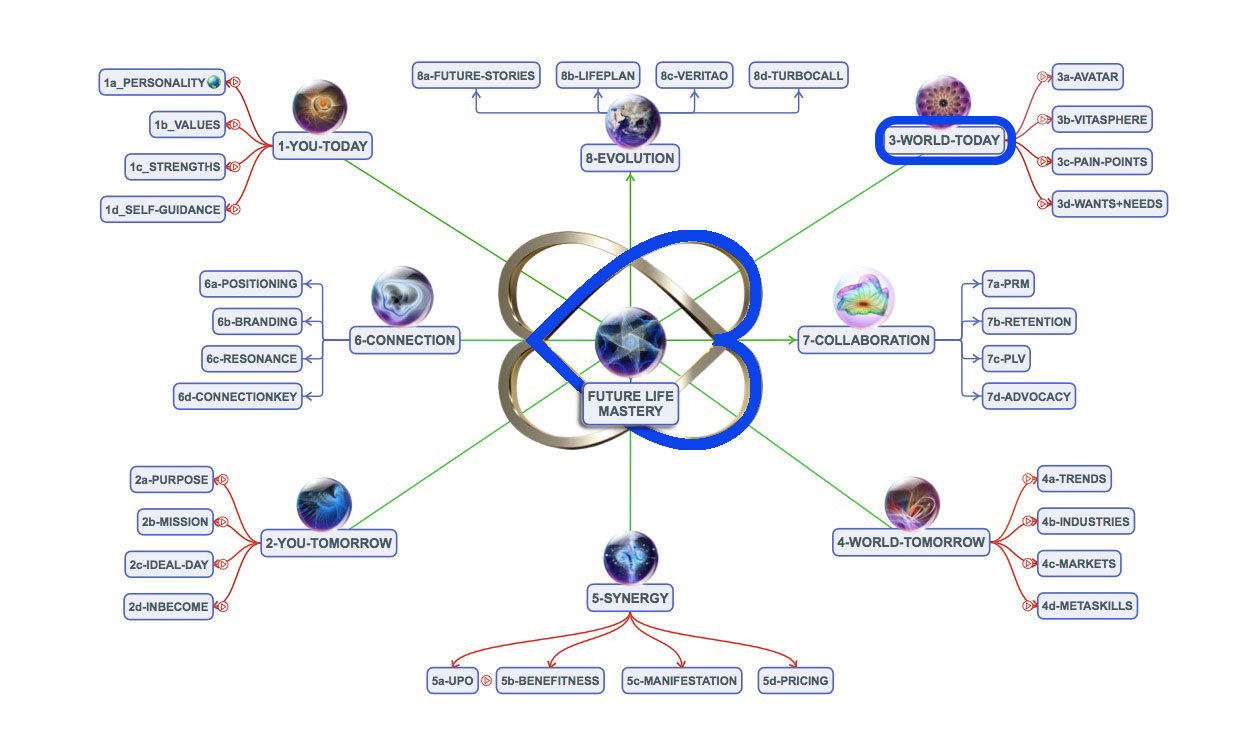 1a_PERSONALITY
1b_VALUES
1c_STRENGTHS
1d_SELF-GUIDANCE
1-YOU-TODAY
8a-FUTURE-STORIES
8b-LIFEPLAN
8c-VERITAO
8d-TURBOCALL
8-EVOLUTION
3-WORLD-TODAY
3a-AVATAR
3b-VITASPHERE
3c-PAIN-POINTS
3d-WANTS+NEEDS
6a-POSITIONING
6b-BRANDING
6c-RESONANCE
6d-CONNECTIONKEY
6-CONNECTION
FUTURE LIFE
MASTERY
7-COLLABORATION
7a-PRM
7b-RETENTION
7c-PLV
7d-ADVOCACY
2a-PURPOSE
2b-MISSION
2c-IDEAL-DAY
2d-INBECOME
2-YOU-TOMORROW
4-WORLD-TOMORROW
4a-TRENDS
4b-INDUSTRIES
4c-MARKETS
4d-METASKILLS
5-SYNERGY
5a-UPO
5b-BENEFITNESS
5c-MANIFESTATION
5d-PRICING